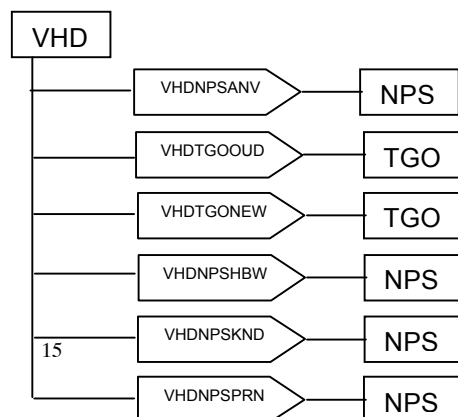 VHD
VHDNPSANV NPS
VHDTGOOUD TGO
VHDTGONEW TGO
VHDNPSHBW NPS
VHDNPSKND NPS
15
VHDNPSPRN NPS